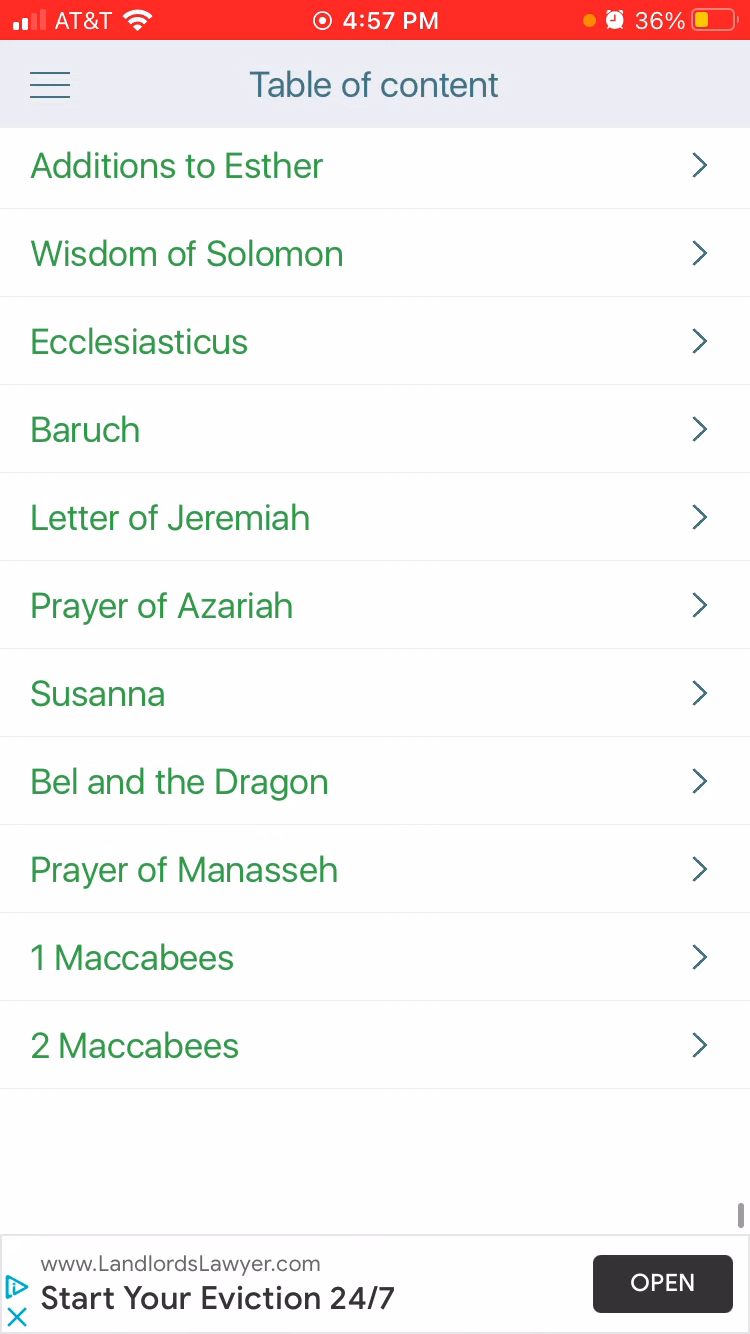 AT&T 4:57 PM 36%
Table of content
Additions to Esther
Wisdom of Solomon
Ecclesiasticus
Baruch
Letter of Jeremiah
Prayer of Azariah
Susanna
Bel and the Dragon
Prayer of Manasseh
1 Maccabees
2 Maccabees
www.LandlordsLawyer.com
Start Your Eviction 24/7
OPEN